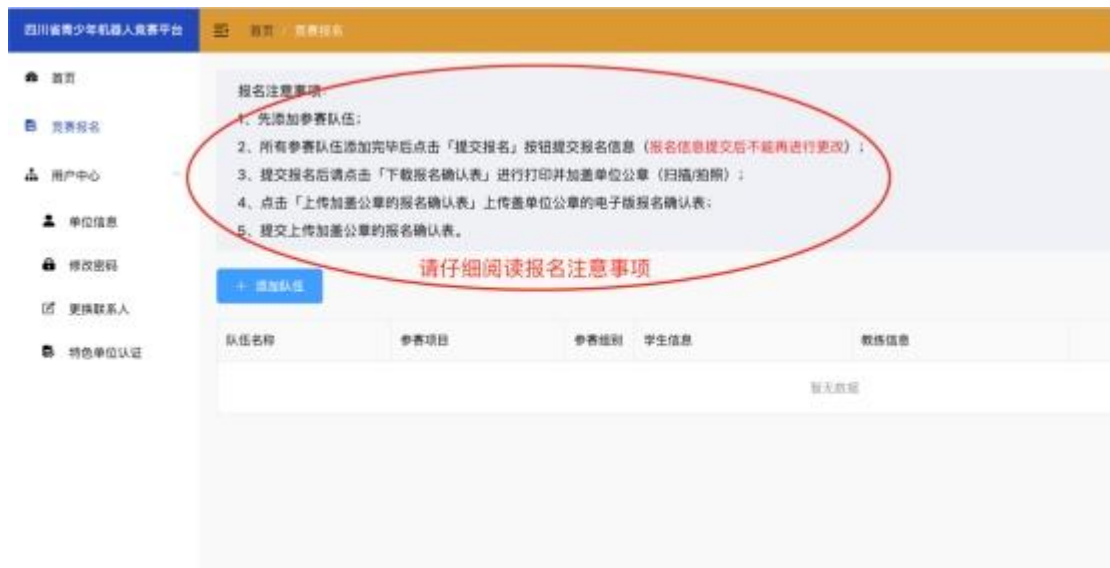 四川省青少年机器人竞赛平台
首页 / 竞赛报名
首页
竞赛报名
用户中心
单位信息
修改密码
更换联系人
特色单位认证
报名注意事项
1、先添加参赛队伍；
2、所有参赛队伍添加完毕后点击「提交报名」按钮提交报名信息（报名信息提交后不能再进行更改）；
3、提交报名后请点击「下载报名确认表」进行打印并加盖单位公章（扫描/拍照）；
4、点击「上传加盖公章的报名确认表」上传盖单位公章的电子版报名确认表；
5、提交上传加盖公章的报名确认表。
请仔细阅读报名注意事项
+ 添加队伍
队伍名称 参赛项目 参赛组别 学生信息 教练信息
暂无数据